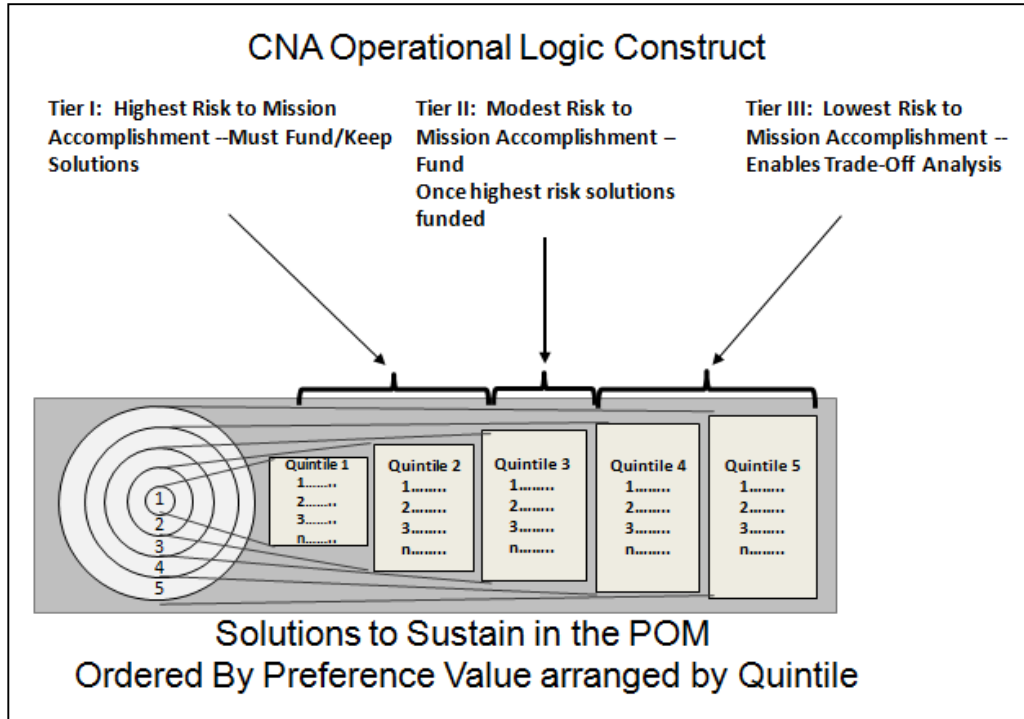 CNA Operational Logic Construct
Tier I:  Highest Risk to Mission
Accomplishment --Must Fund/Keep
Solutions
Tier II:  Modest Risk to
Mission Accomplishment –
Fund
Once highest risk solutions
funded
Tier III:  Lowest Risk to
Mission Accomplishment --
Enables Trade-Off Analysis
1
2
3
4
5
Quintile 1
1……..
2……..
3……..
n……..
Quintile 2
1……...
2……...
3……...
n……...
Quintile 3
1……...
2……...
3……...
n……...
Quintile 4
1……...
2……...
3……...
n……...
Quintile 5
1……...
2……...
3……...
n……...
Solutions to Sustain in the POM
Ordered By Preference Value arranged by Quintile